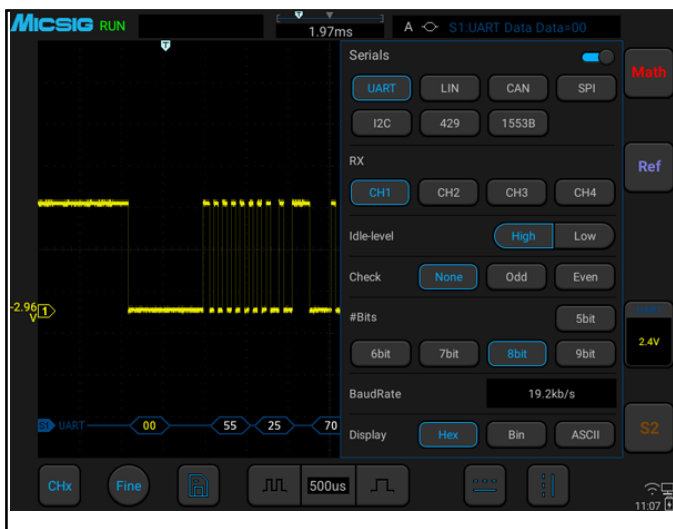 MICSIG RUN
1.97ms
A S1:UART Data Data=00
T
Serials
UART LIN CAN SPI
I2C 429 1553B
Math
RX
CH1 CH2 CH3 CH4
Ref
Idle-level High Low
Check None Odd Even
-2.96
V 1
#Bits 5bit
6bit 7bit 8bit 9bit
2.4V
BaudRate 19.2kb/s
S1 UART 00 55 25 70
Display Hex Bin ASCII
S2
CHx Fine 500us
11:07